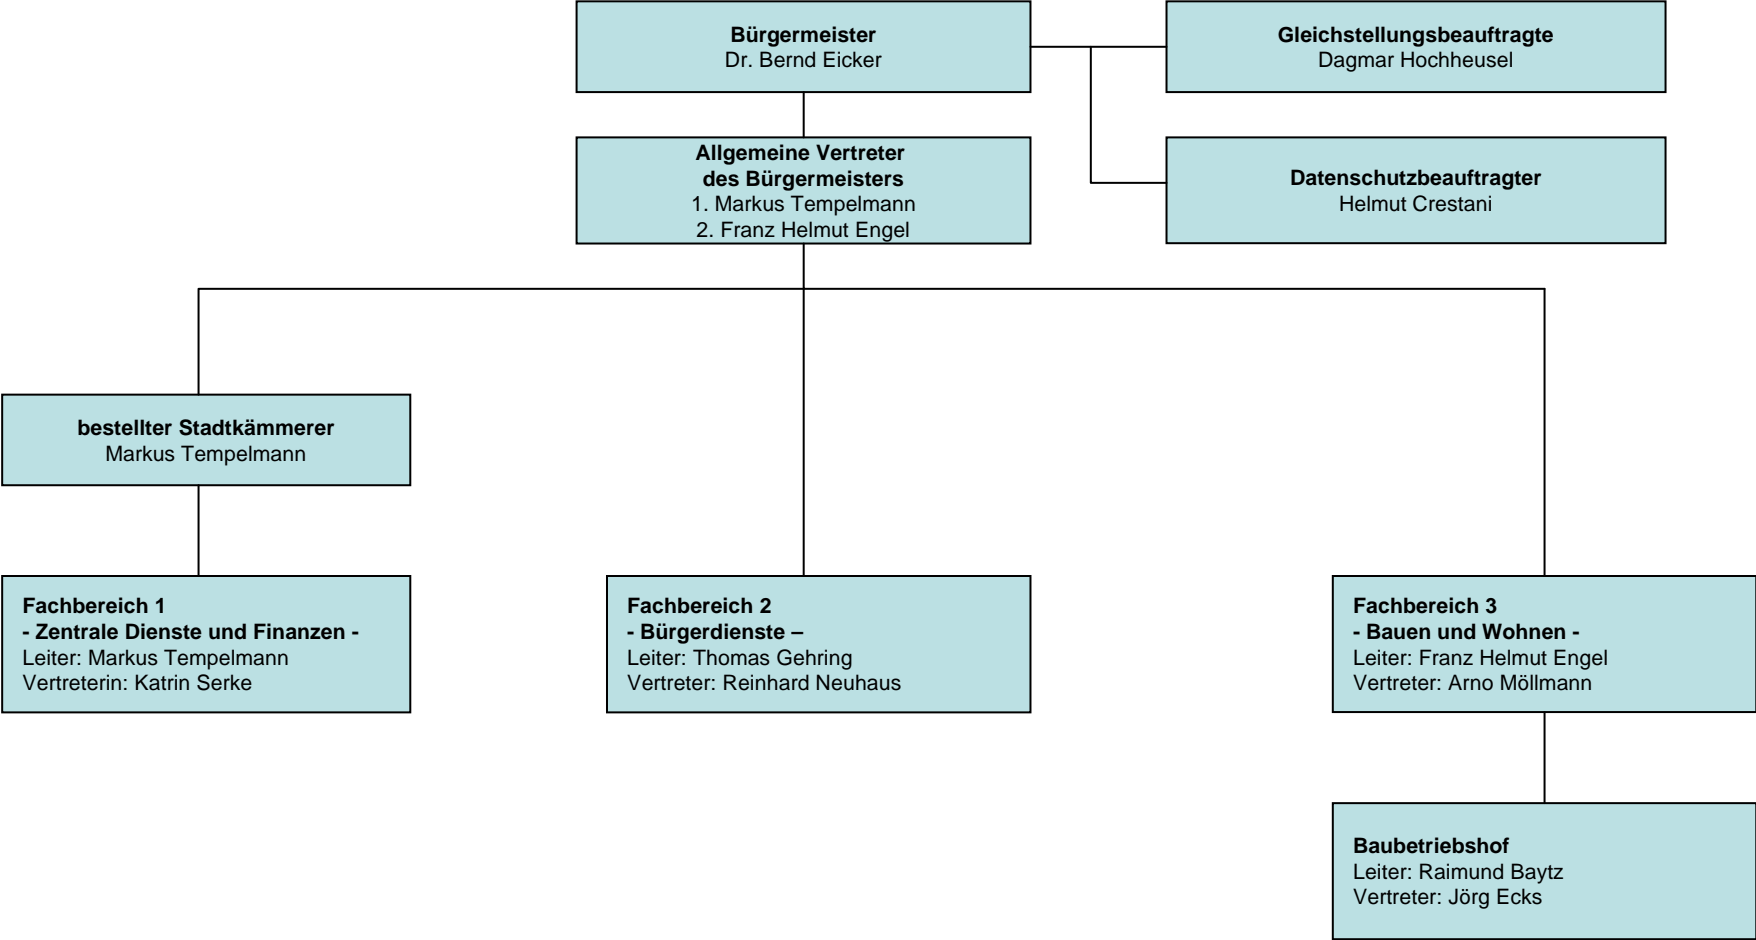 Bürgermeister
Dr. Bernd Eicker
Gleichstellungsbeauftragte
Dagmar Hochheusel
Allgemeine Vertreter
des Bürgermeisters
1. Markus Tempelmann
2. Franz Helmut Engel
Datenschutzbeauftragter
Helmut Crestani
bestellter Stadtkämmerer
Markus Tempelmann
Fachbereich 1
- Zentrale Dienste und Finanzen -
Leiter: Markus Tempelmann
Vertreterin: Katrin Serke
Fachbereich 2
- Bürgerdienste –
Leiter: Thomas Gehring
Vertreter: Reinhard Neuhaus
Fachbereich 3
- Bauen und Wohnen -
Leiter: Franz Helmut Engel
Vertreter: Arno Möllmann
Baubetriebshof
Leiter: Raimund Baytz
Vertreter: Jörg Ecks